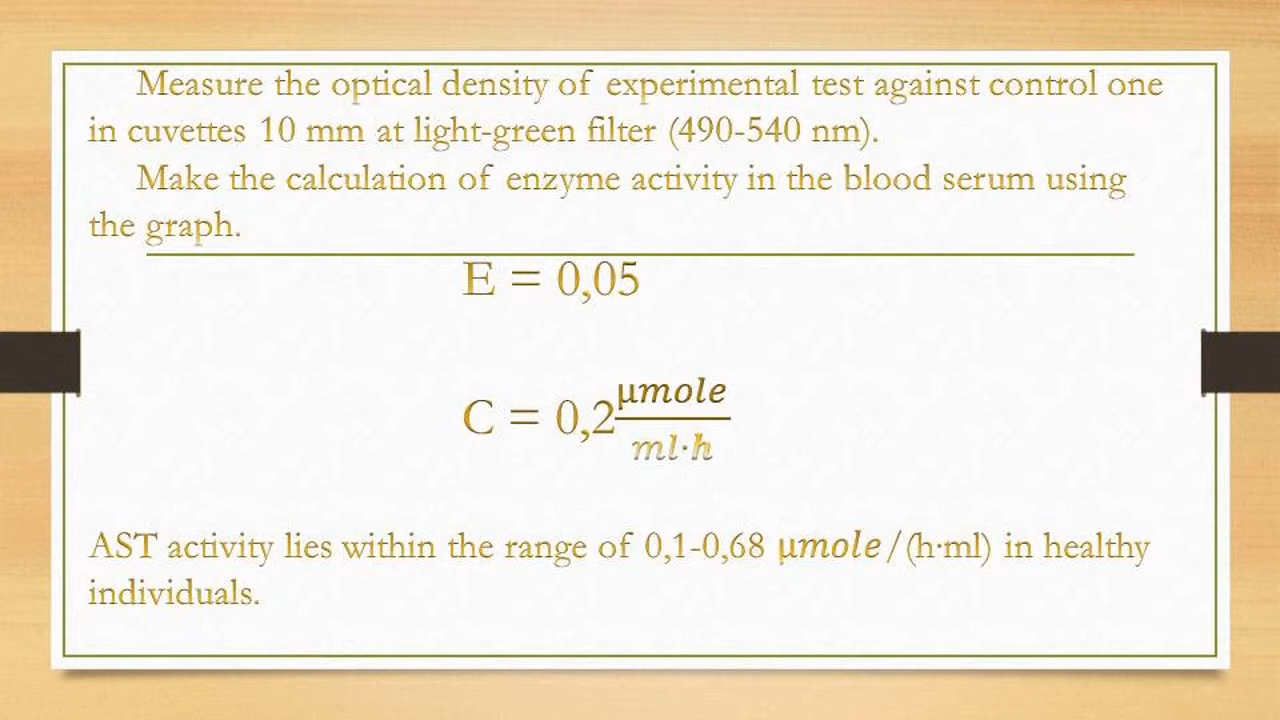 Measure the optical density of experimental test against control one
in cuvettes 10 mm at light-green filter (490-540 nm).
Make the calculation of enzyme activity in the blood serum using
the graph.
E = 0,05
C = 0,2 µmole/ml·h
AST activity lies within the range of 0,1-0,68 µmole/(h·ml) in healthy
individuals.